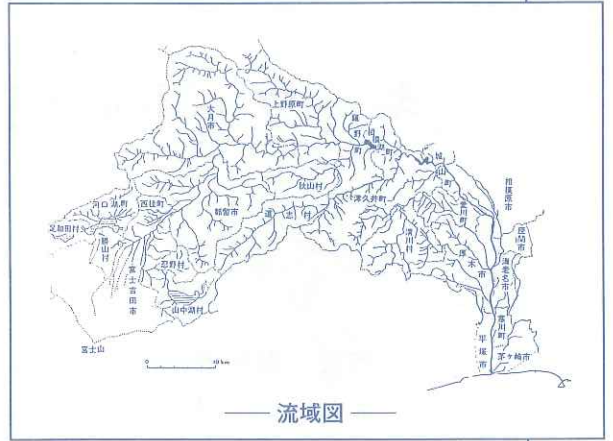 上野原町
大月市
藤野町
相模湖町
城山町
相模原市
秋山村
津久井町
愛川町
河口湖町
西桂町
都留市
道志村
清川村
座間市
足和田村
勝山村
忍野村
厚木市
海老名市
富士吉田市
山中湖村
寒川町
富士山
平塚市
茅ヶ崎市
0 10km
流域図